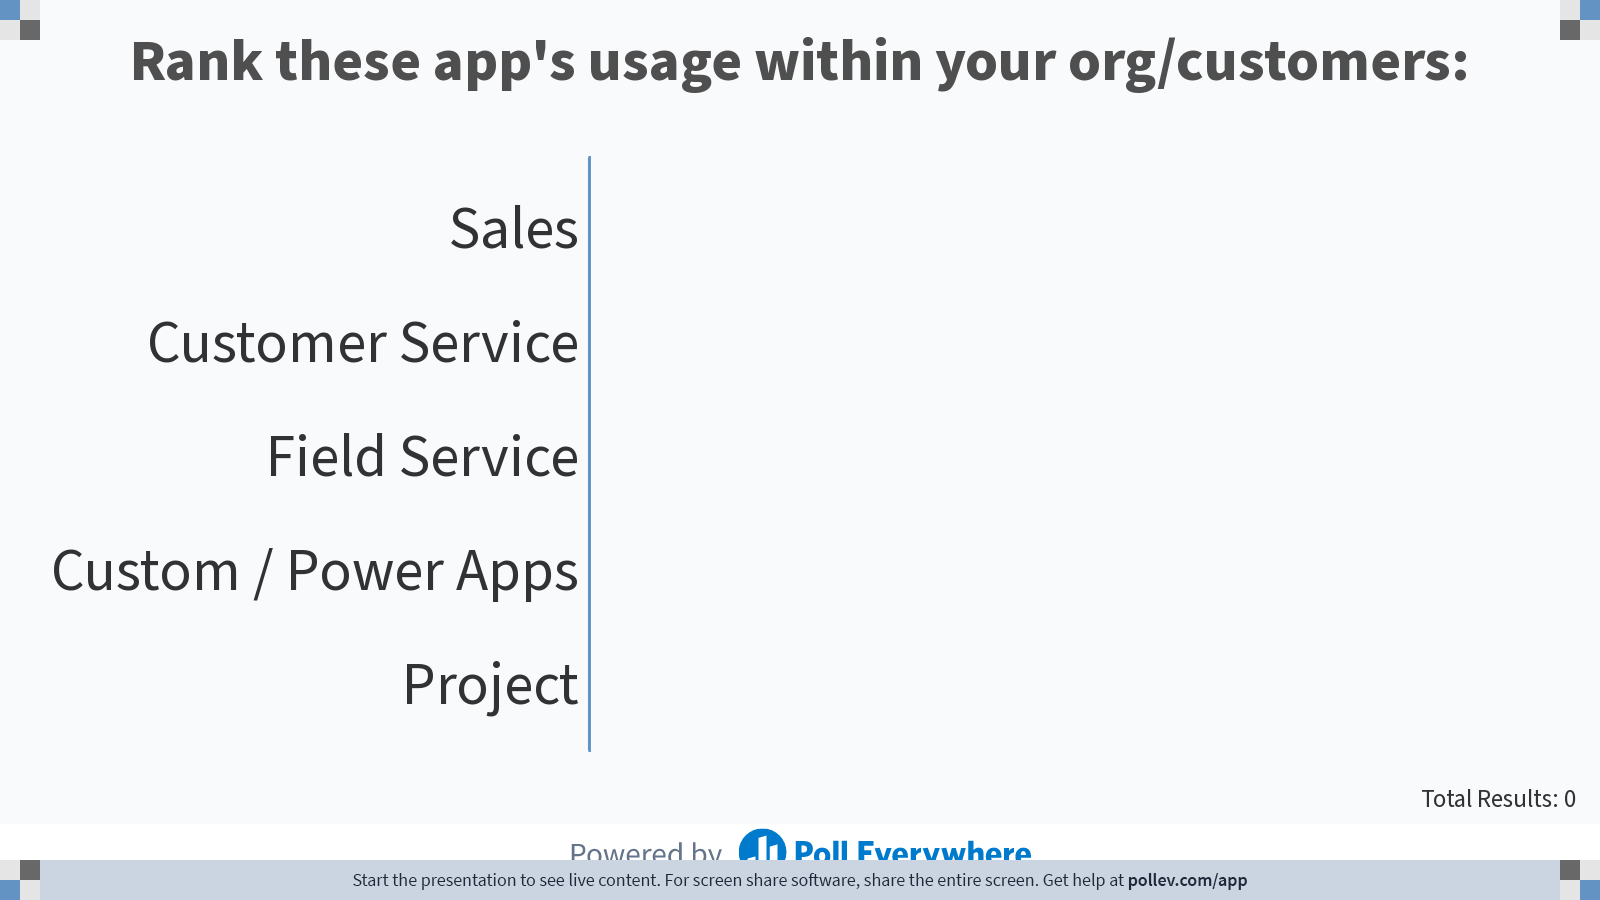 Rank these app's usage within your org/customers:
Sales
Customer Service
Field Service
Custom / Power Apps
Project
Total Results: 0
Powered by Poll Everywhere
Start the presentation to see live content. For screen share software, share the entire screen. Get help at pollev.com/app